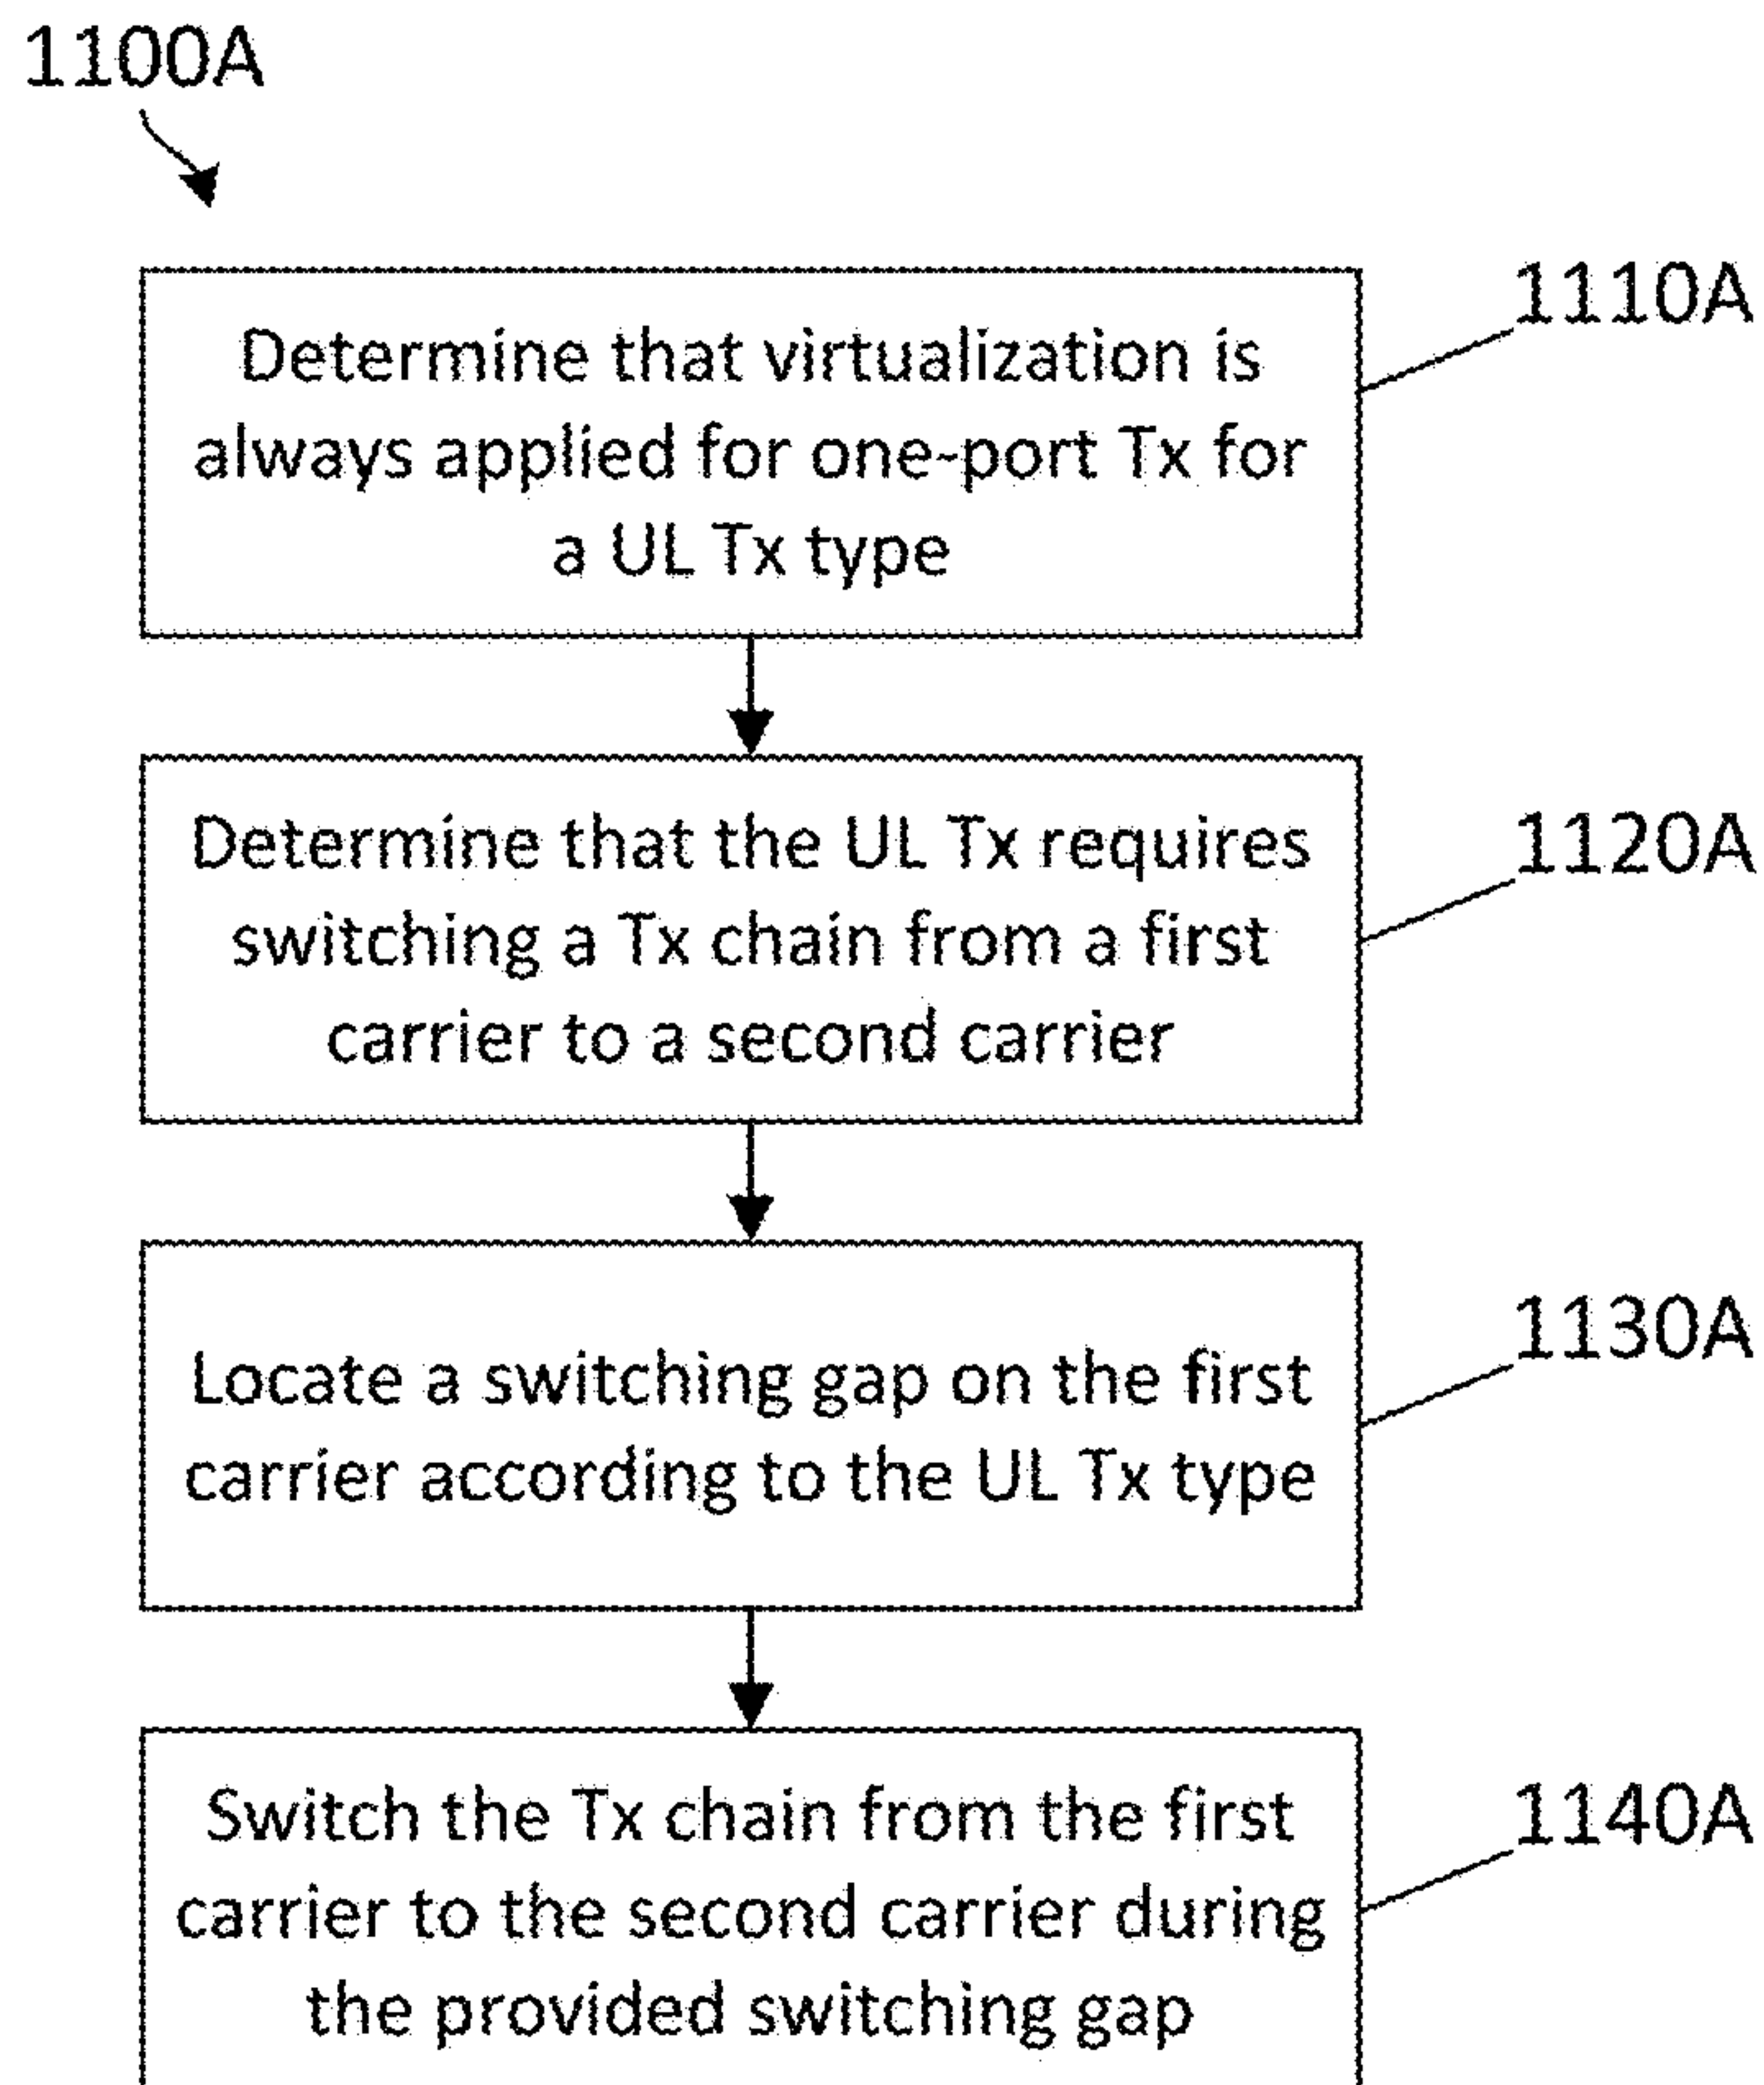 1100A
Determine that virtualization is
always applied for one-port Tx for
a UL Tx type
1110A
Determine that the UL Tx requires
switching a Tx chain from a first
carrier to a second carrier
1120A
Locate a switching gap on the first
carrier according to the UL Tx type
1130A
Switch the Tx chain from the first
carrier to the second carrier during
the provided switching gap
1140A